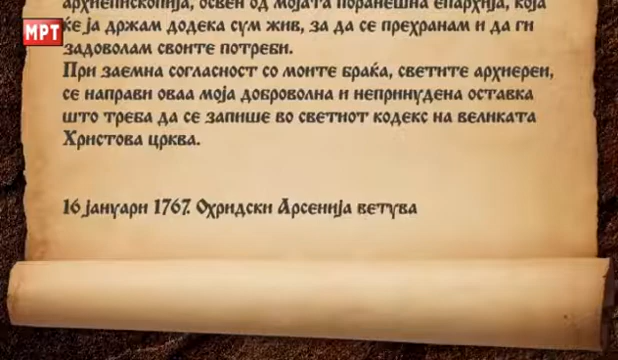 МРТ
архиепископија, освен од мојата поранешна епархија, која
ќе ја држам додека сум жив, за да се прехранам и да ги
задоволам своите потреби.
При заемна согласност со моите браќа, светите архиереи,
се направи оваа моја доброволна и непринудена оставка
што треба да се запише во светиот кодекс на великата
Христова црква.
16 јануари 1767. Охридски Арсенија ветува